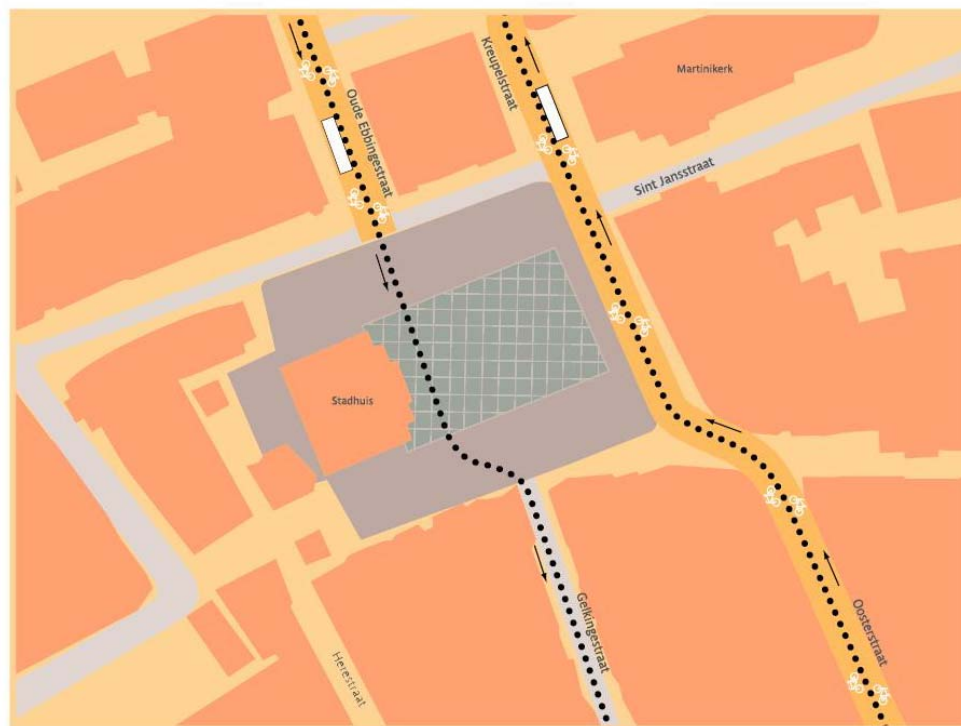 Oude Ebbingestraat
Kreupelstraat
Martinikerk
Sint Jansstraat
Stadhuis
Gelkingestraat
Oosterstraat
Herestraat